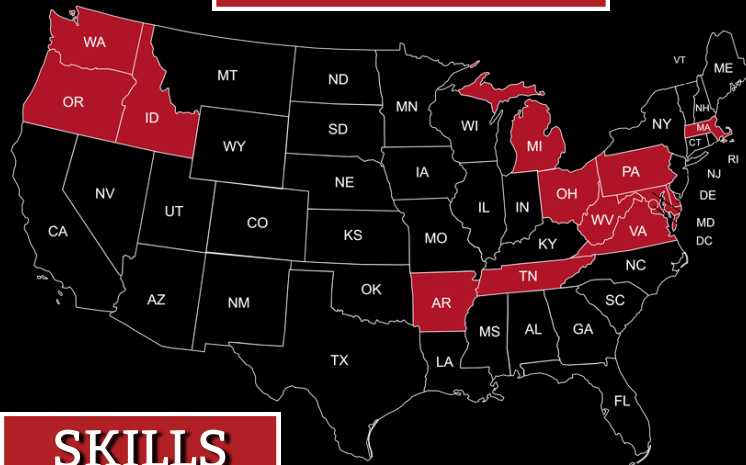 WA
MT
ND
MN
VT
ME
OR
ID
SD
WI
NY
NH
MA
CT
RI
WY
MI
NV
UT
NE
IA
PA
NJ
OH
DE
CA
CO
IL
IN
WV
MD
KS
MO
KY
VA
DC
AZ
NM
OK
AR
TN
NC
TX
MS
AL
GA
SC
LA
FL
SKILLS